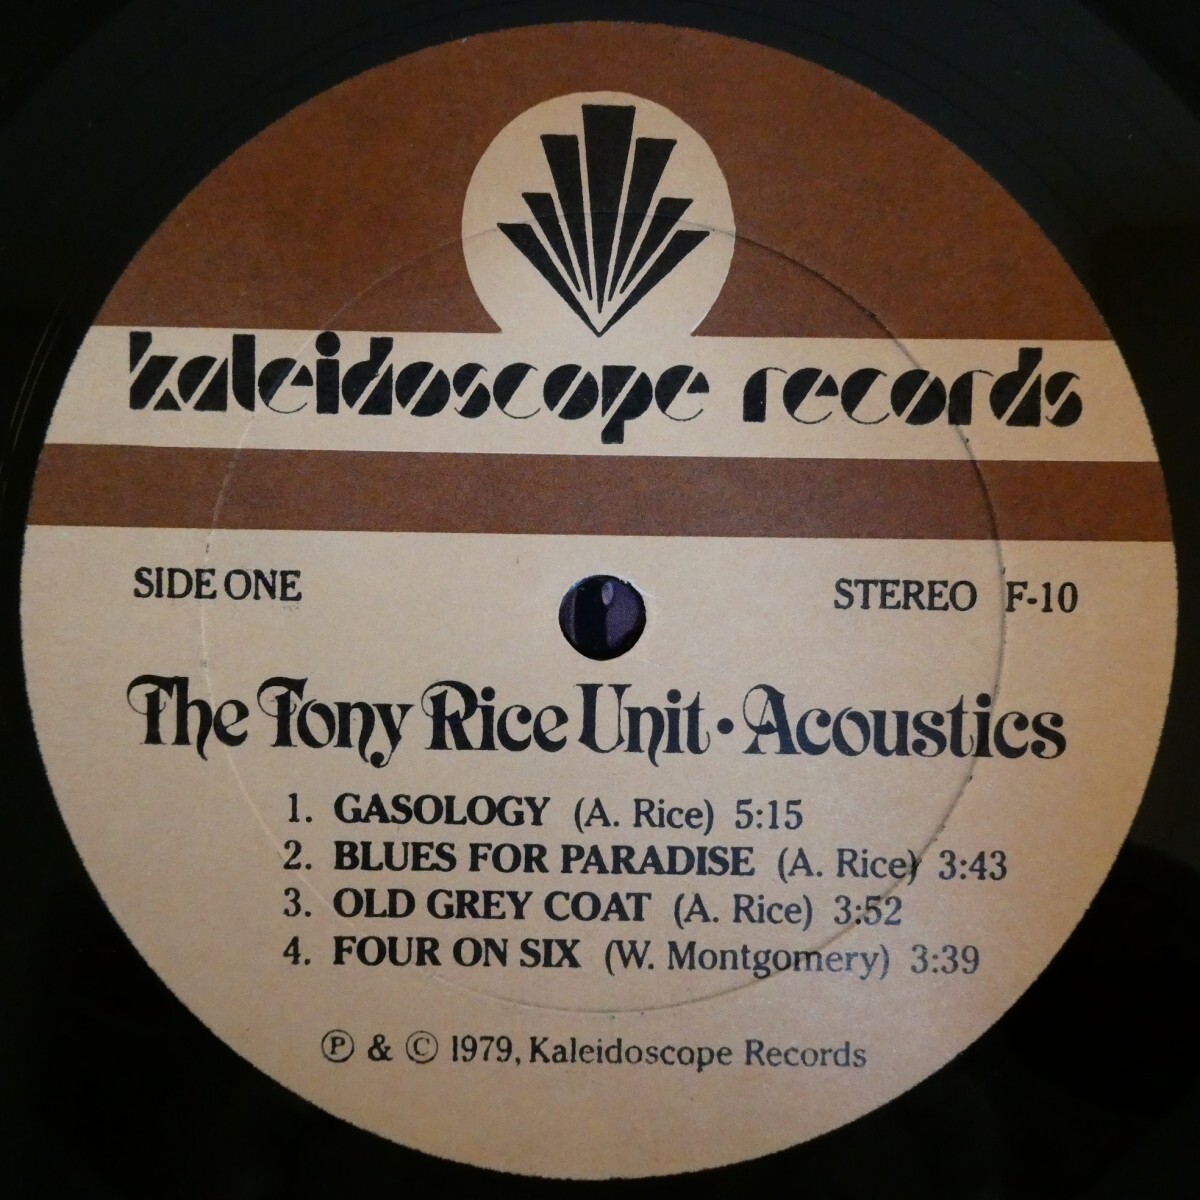 kaleidoscope records
SIDE ONE STEREO F-10
The Tony Rice Unit • Acoustics
1. GASOLOGY (A. Rice) 5:15
2. BLUES FOR PARADISE (A. Rice) 3:43
3. OLD GREY COAT (A. Rice) 3:52
4. FOUR ON SIX (W. Montgomery) 3:39
℗ & © 1979, Kaleidoscope Records